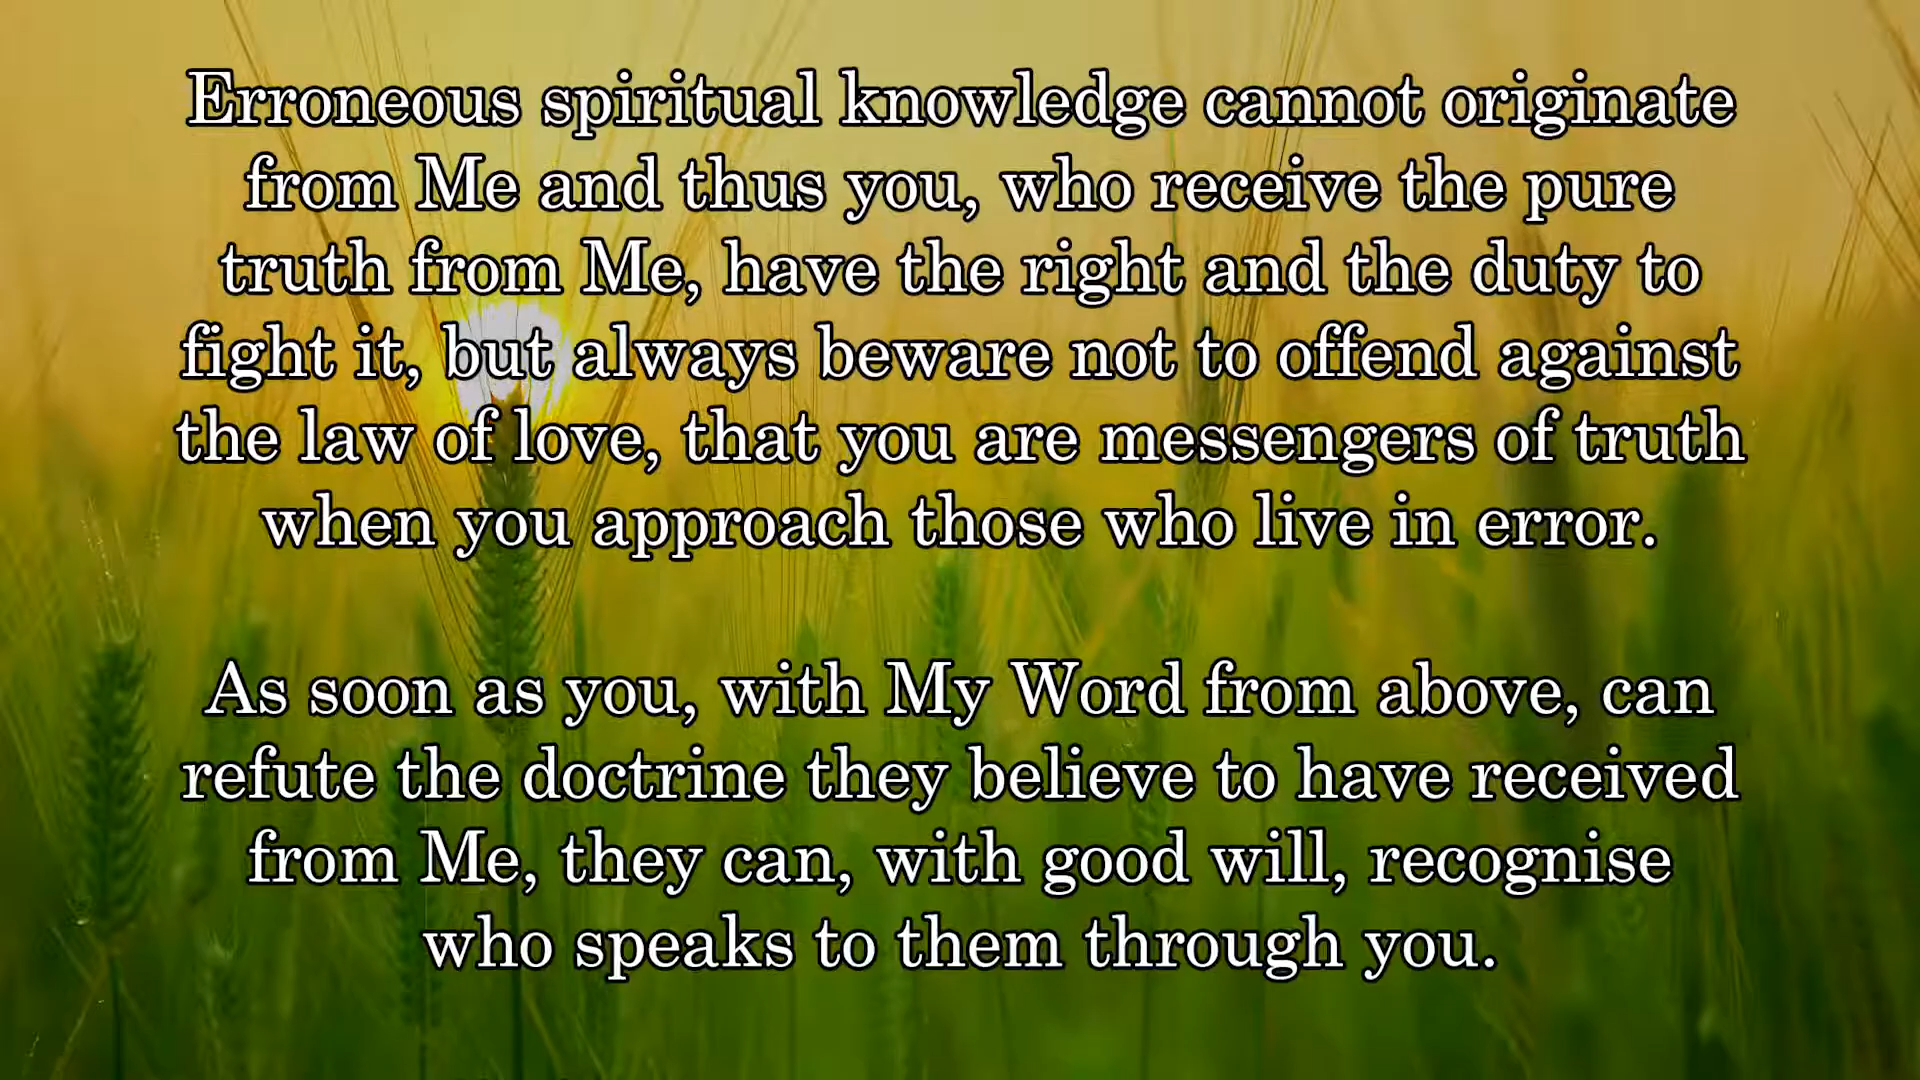 Erroneous spiritual knowledge cannot originate
from Me and thus you, who receive the pure
truth from Me, have the right and the duty to
fight it, but always beware not to offend against
the law of love, that you are messengers of truth
when you approach those who live in error.
As soon as you, with My Word from above, can
refute the doctrine they believe to have received
from Me, they can, with good will, recognise
who speaks to them through you.